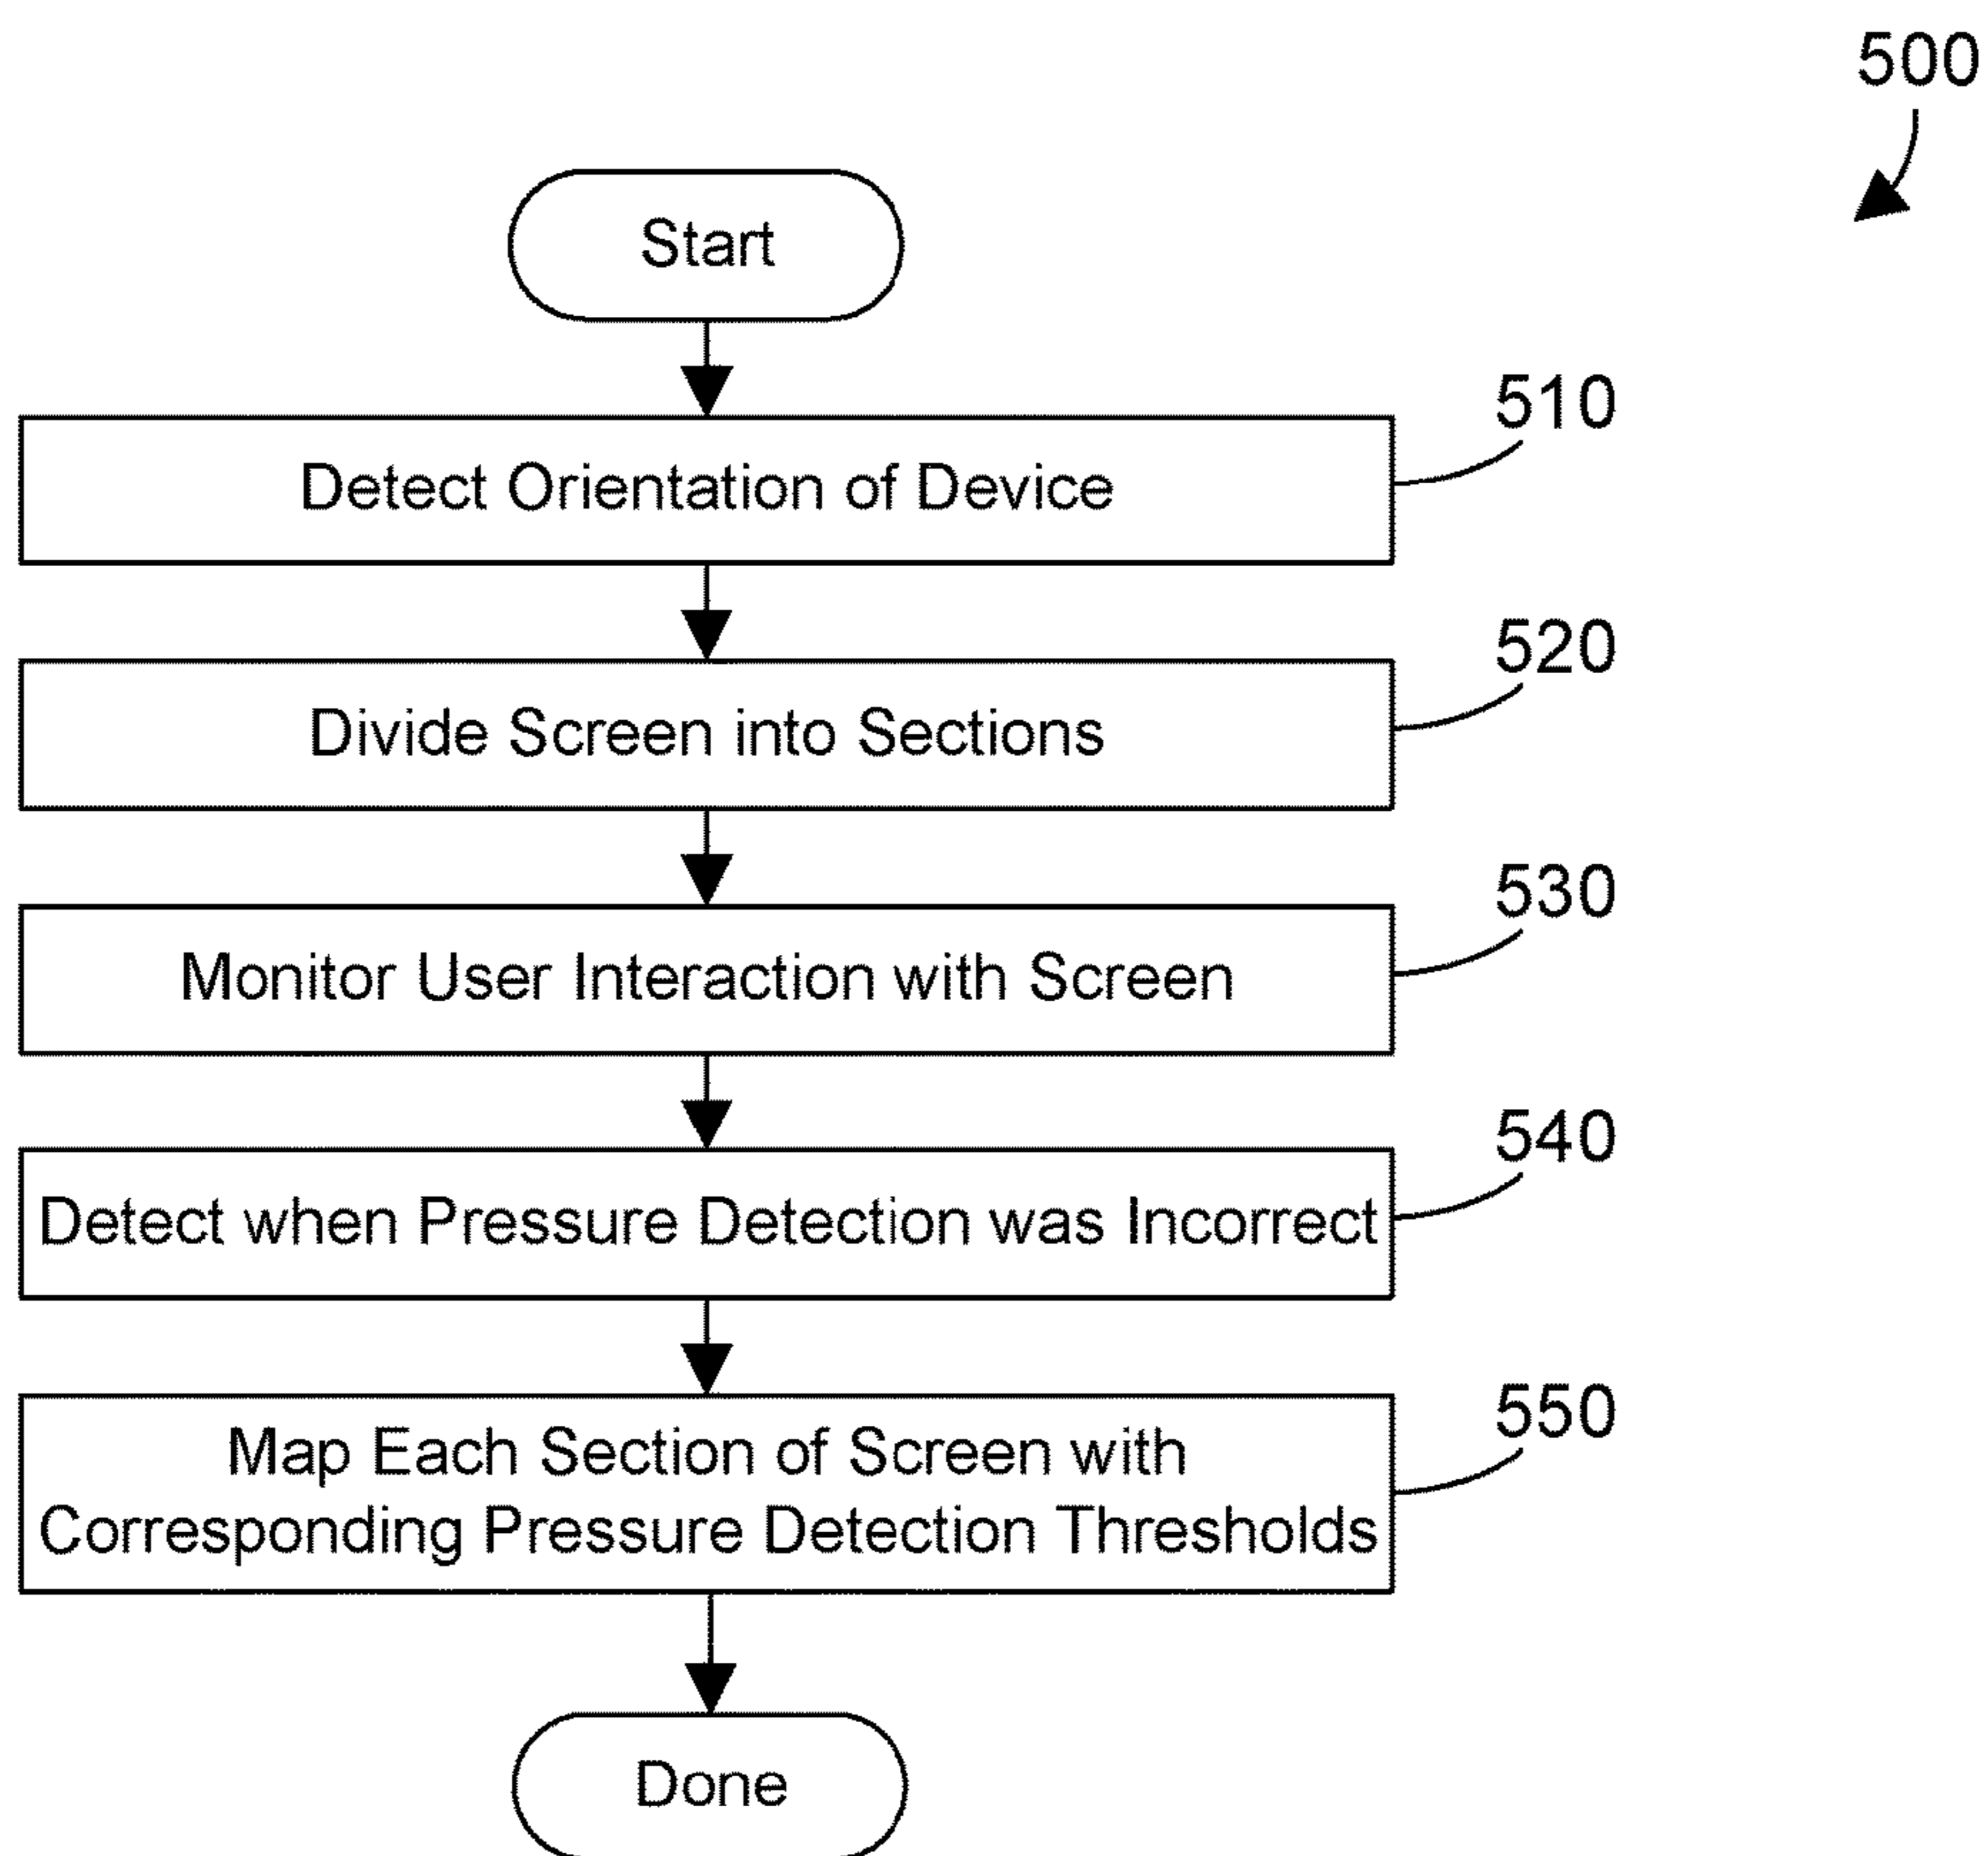 500
Start
510
Detect Orientation of Device
520
Divide Screen into Sections
530
Monitor User Interaction with Screen
540
Detect when Pressure Detection was Incorrect
550
Map Each Section of Screen with
Corresponding Pressure Detection Thresholds
Done